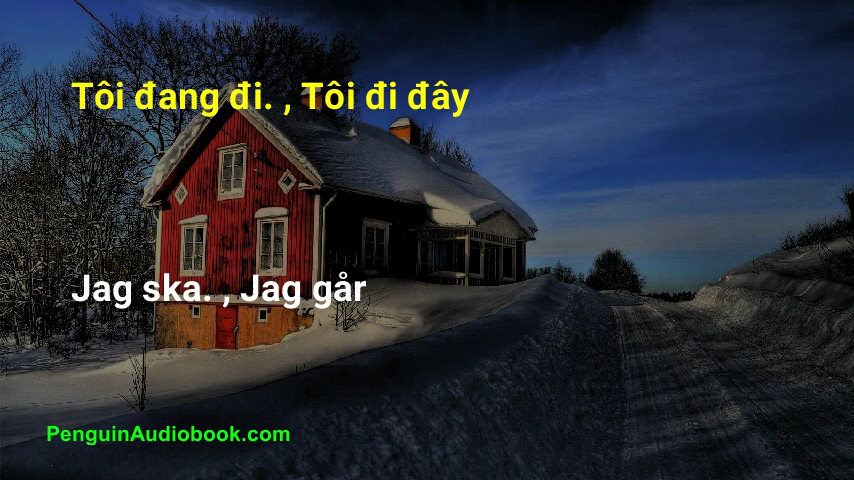 Tôi đang đi. , Tôi đi đây
Jag ska. , Jag går
PenguinAudiobook.com